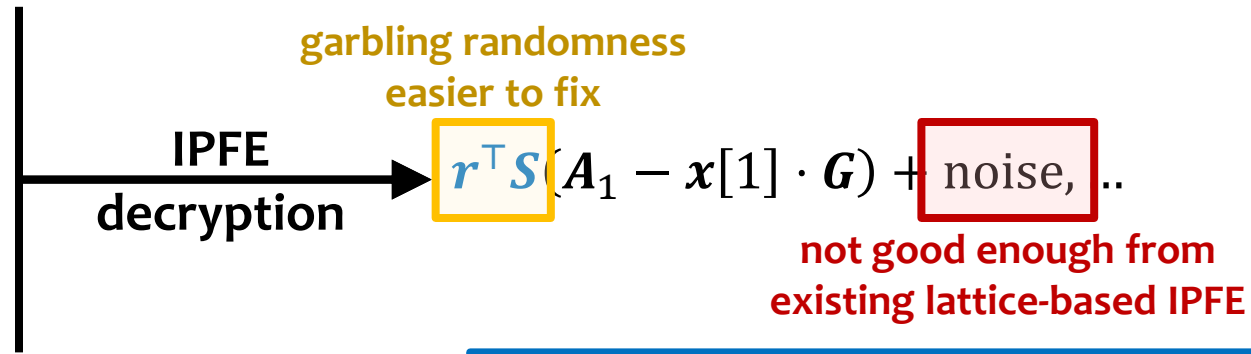 garbling randomness
easier to fix
IPFE
decryption
r⊤S(A₁ − x[1] · G) + noise, ..
not good enough from
existing lattice-based IPFE